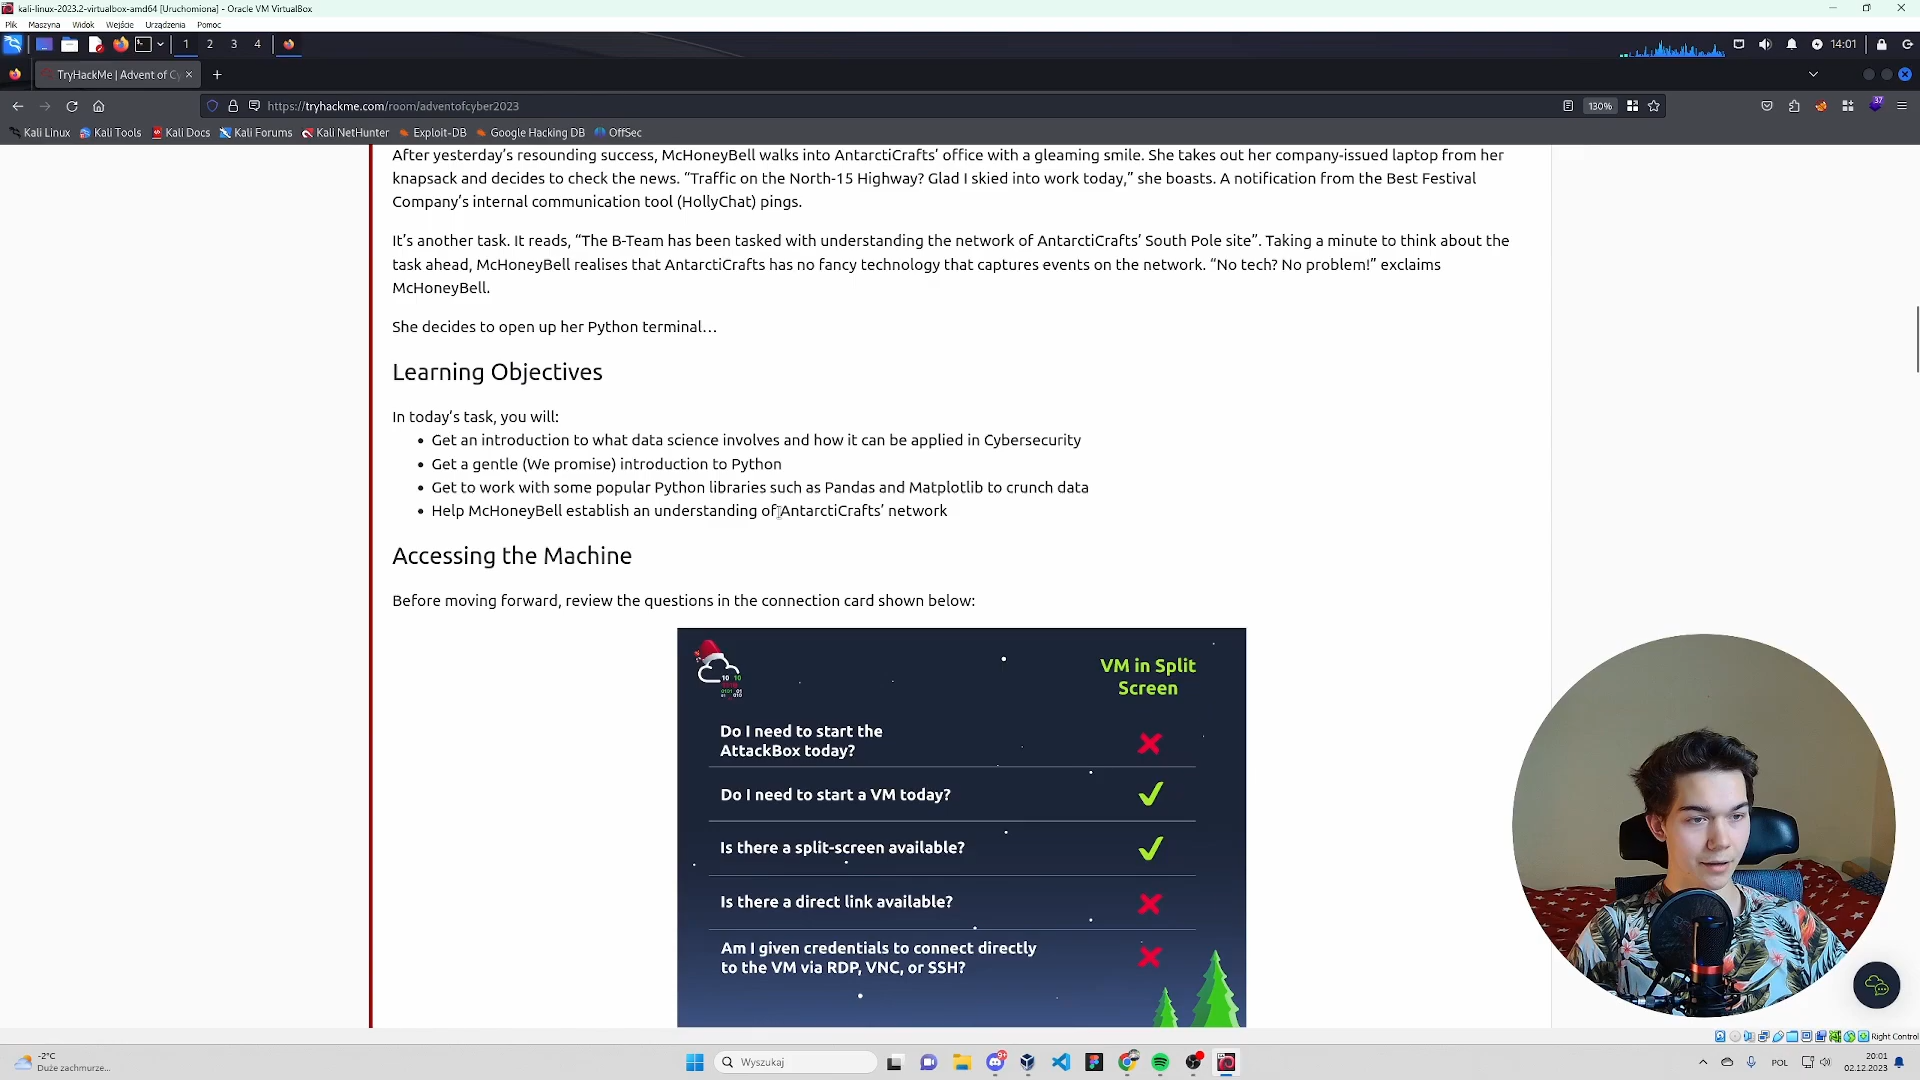 kali-linux-2023.2-virtualbox-amd64 [Uruchomiona] - Oracle VM VirtualBox
Plik Maszyna Widok Wejście Urządzenia Pomoc
1 2 3 4
14:01
TryHackMe | Advent of Cy
https://tryhackme.com/room/adventofcyber2023
130%
37
Kali Linux Kali Tools Kali Docs Kali Forums Kali NetHunter Exploit-DB Google Hacking DB OffSec
After yesterday’s resounding success, McHoneyBell walks into AntarctiCrafts’ office with a gleaming smile. She takes out her company-issued laptop from her
knapsack and decides to check the news. “Traffic on the North-15 Highway? Glad I skied into work today,” she boasts. A notification from the Best Festival
Company’s internal communication tool (HollyChat) pings.
It’s another task. It reads, “The B-Team has been tasked with understanding the network of AntarctiCrafts’ South Pole site”. Taking a minute to think about the
task ahead, McHoneyBell realises that AntarctiCrafts has no fancy technology that captures events on the network. “No tech? No problem!” exclaims
McHoneyBell.
She decides to open up her Python terminal…
Learning Objectives
In today’s task, you will:
Get an introduction to what data science involves and how it can be applied in Cybersecurity
Get a gentle (We promise) introduction to Python
Get to work with some popular Python libraries such as Pandas and Matplotlib to crunch data
Help McHoneyBell establish an understanding of AntarctiCrafts’ network
Accessing the Machine
Before moving forward, review the questions in the connection card shown below:
VM in Split
Screen
Do I need to start the
AttackBox today?
Do I need to start a VM today?
Is there a split-screen available?
Is there a direct link available?
Am I given credentials to connect directly
to the VM via RDP, VNC, or SSH?
Right Control
-2°C
Duże zachmurze...
Wyszukaj
POL
20:01
02.12.2023